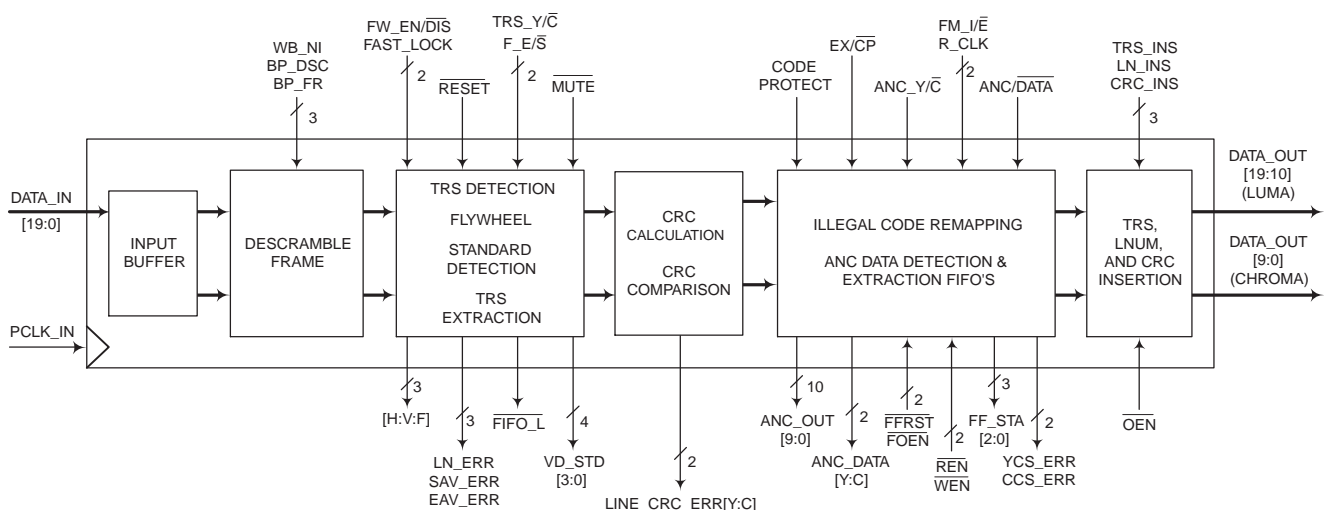 WB_NI
BP_DSC
BP_FR
3
FW_EN/DIS
FAST_LOCK
2
RESET
TRS_Y/C
F_E/S
2
MUTE
CODE
PROTECT
EX/CP
ANC_Y/C
FM_I/E
R_CLK
2
ANC/DATA
TRS_INS
LN_INS
CRC_INS
3
DATA_IN
[19:0]
PCLK_IN
INPUT
BUFFER
DESCRAMBLE
FRAME
TRS DETECTION
FLYWHEEL
STANDARD
DETECTION
TRS
EXTRACTION
CRC
CALCULATION
CRC
COMPARISON
ILLEGAL CODE REMAPPING
ANC DATA DETECTION &
EXTRACTION FIFO'S
TRS,
LNUM,
AND CRC
INSERTION
DATA_OUT
[19:10]
(LUMA)
DATA_OUT
[9:0]
(CHROMA)
3
[H:V:F]
3
LN_ERR
SAV_ERR
EAV_ERR
FIFO_L
4
VD_STD
[3:0]
2
LINE_CRC_ERR[Y:C]
10
ANC_OUT
[9:0]
2
ANC_DATA
[Y:C]
2
FFRST
FOEN
2
REN
WEN
3
FF_STA
[2:0]
2
YCS_ERR
CCS_ERR
OEN